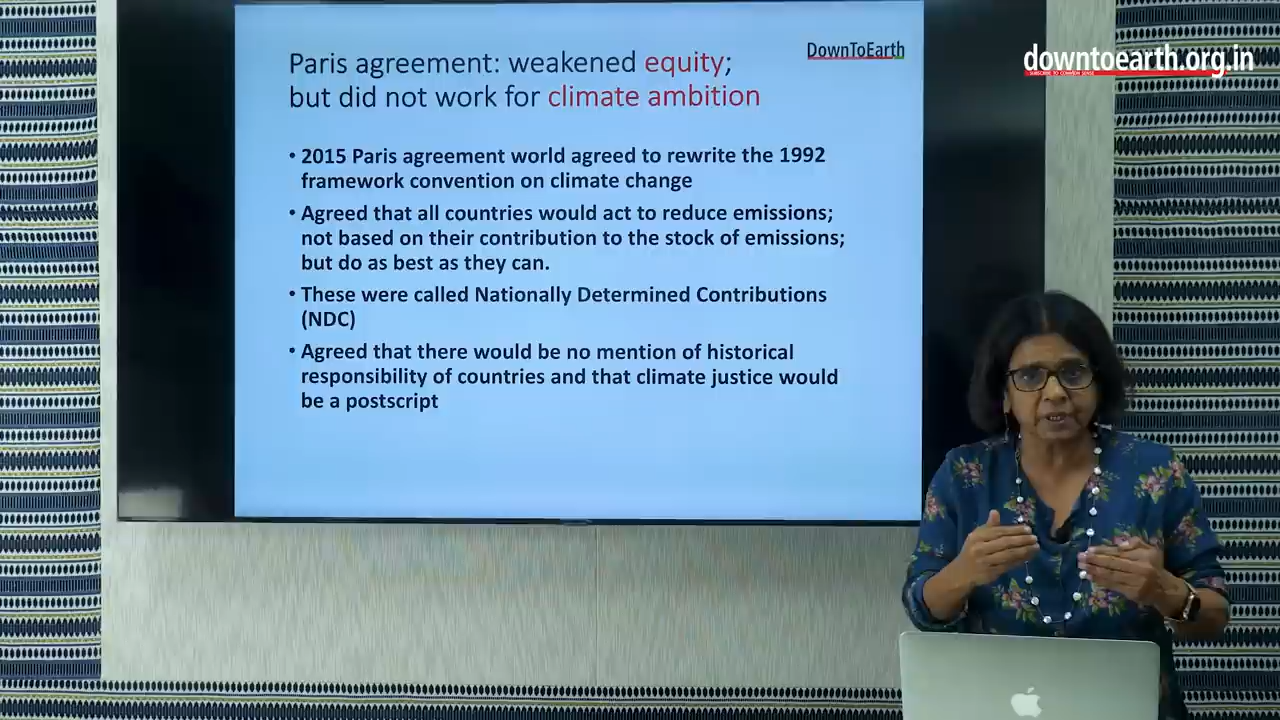 Paris agreement: weakened equity;
but did not work for climate ambition
DownToEarth
downtoearth.org.in
SUBSCRIBE TO COMMON SENSE
• 2015 Paris agreement world agreed to rewrite the 1992
framework convention on climate change
• Agreed that all countries would act to reduce emissions;
not based on their contribution to the stock of emissions;
but do as best as they can.
• These were called Nationally Determined Contributions
(NDC)
• Agreed that there would be no mention of historical
responsibility of countries and that climate justice would
be a postscript